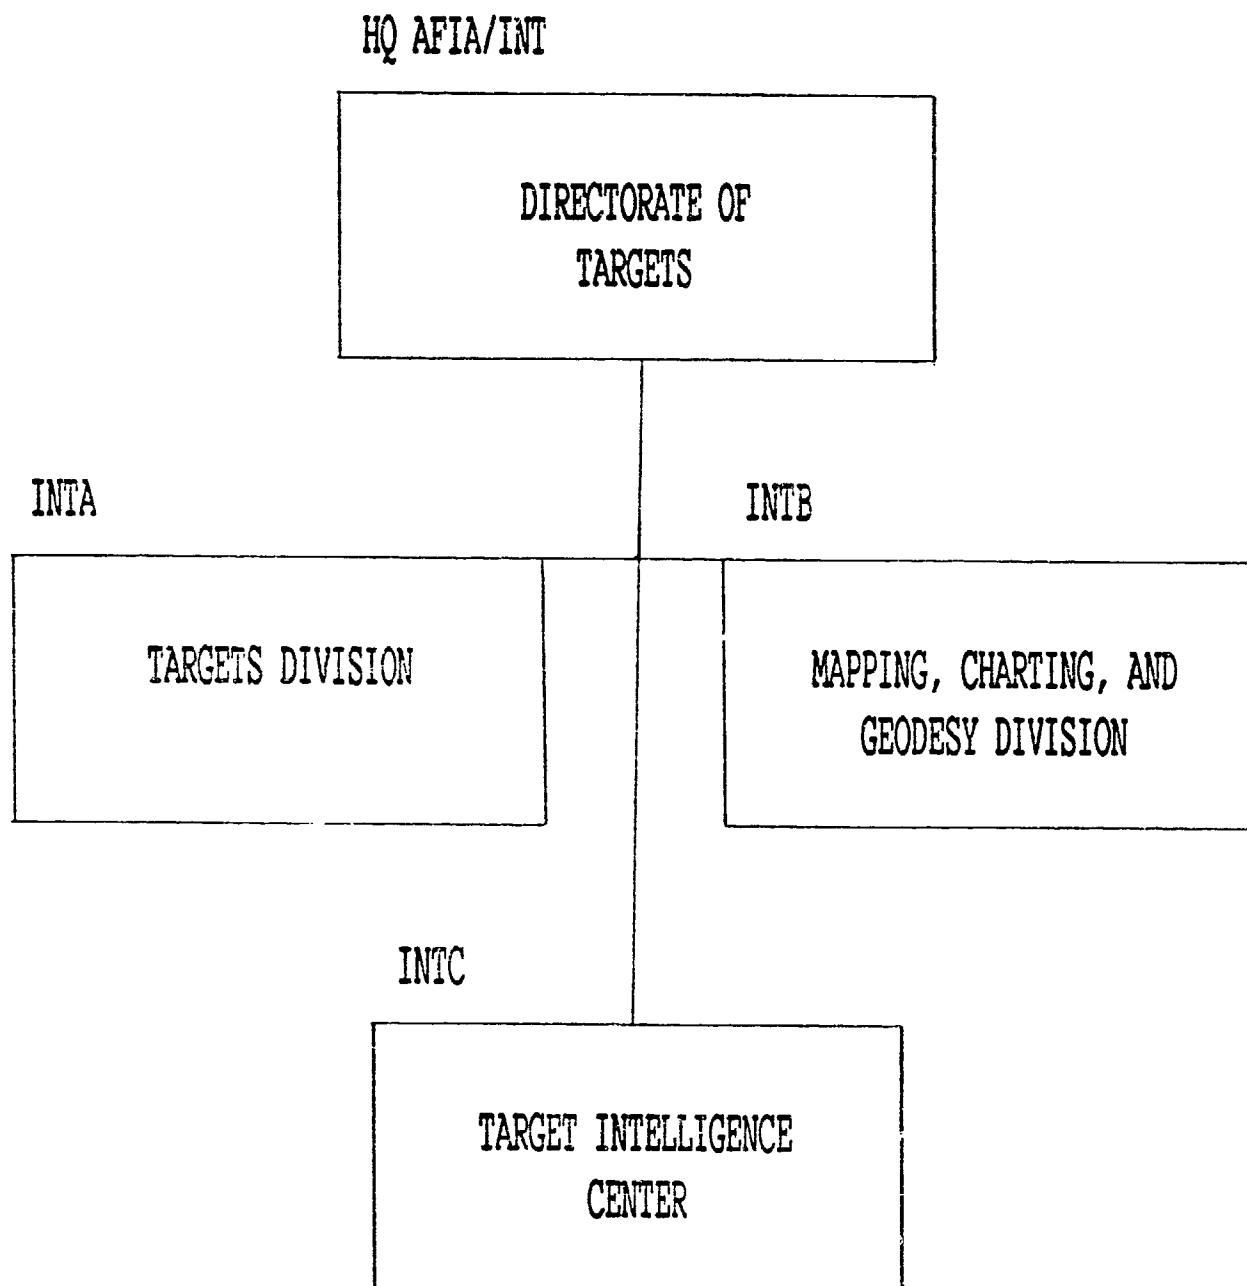 HQ AFIA/INT
DIRECTORATE OF
TARGETS
INTA
INTB
TARGETS DIVISION
MAPPING, CHARTING, AND
GEODESY DIVISION
INTC
TARGET INTELLIGENCE
CENTER